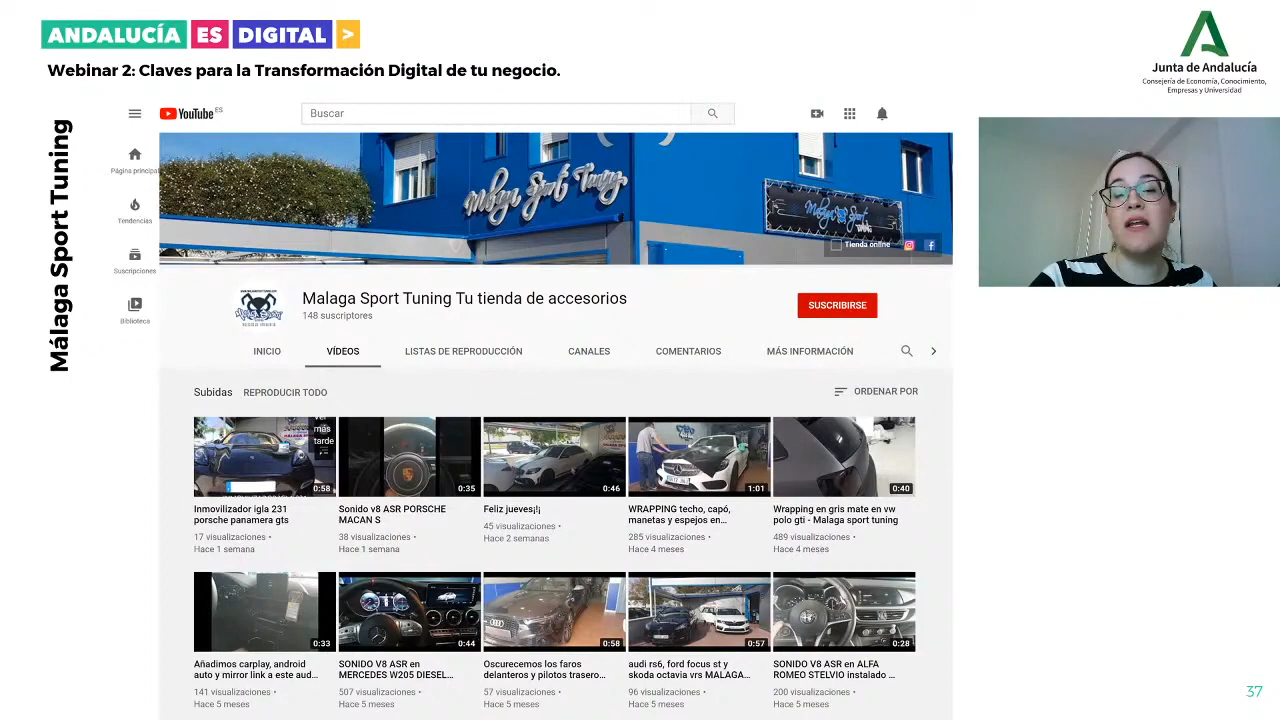 ANDALUCÍA ES DIGITAL >
Webinar 2: Claves para la Transformación Digital de tu negocio.
Junta de Andalucía
Consejería de Economía, Conocimiento,
Empresas y Universidad
Málaga Sport Tuning
YouTube ES
Buscar
Página principal
Tendencias
Suscripciones
Biblioteca
Malaga Sport Tuning
Malaga Sport
Tienda online
Malaga Sport Tuning Tu tienda de accesorios
148 suscriptores
SUSCRIBIRSE
INICIO VÍDEOS LISTAS DE REPRODUCCIÓN CANALES COMENTARIOS MÁS INFORMACIÓN
Subidas REPRODUCIR TODO ORDENAR POR
Ver
más
tarde
0:58 0:35 0:46 1:01 0:40
Inmovilizador igla 231
porsche panamera gts
17 visualizaciones •
Hace 1 semana
Sonido v8 ASR PORSCHE
MACAN S
38 visualizaciones •
Hace 1 semana
Feliz jueves¡!¡
45 visualizaciones •
Hace 2 semanas
WRAPPING techo, capó,
manetas y espejos en...
285 visualizaciones •
Hace 4 meses
Wrapping en gris mate en vw
polo gti - Malaga sport tuning
489 visualizaciones •
Hace 4 meses
0:33 0:44 0:58 0:57 0:28
Añadimos carplay, android
auto y mirror link a este aud...
141 visualizaciones •
Hace 5 meses
SONIDO V8 ASR en
MERCEDES W205 DIESEL...
507 visualizaciones •
Hace 5 meses
Oscurecemos los faros
delanteros y pilotos trasero...
57 visualizaciones •
Hace 5 meses
audi rs6, ford focus st y
skoda octavia vrs MALAGA...
96 visualizaciones •
Hace 5 meses
SONIDO V8 ASR en ALFA
ROMEO STELVIO instalado ...
200 visualizaciones •
Hace 5 meses
37